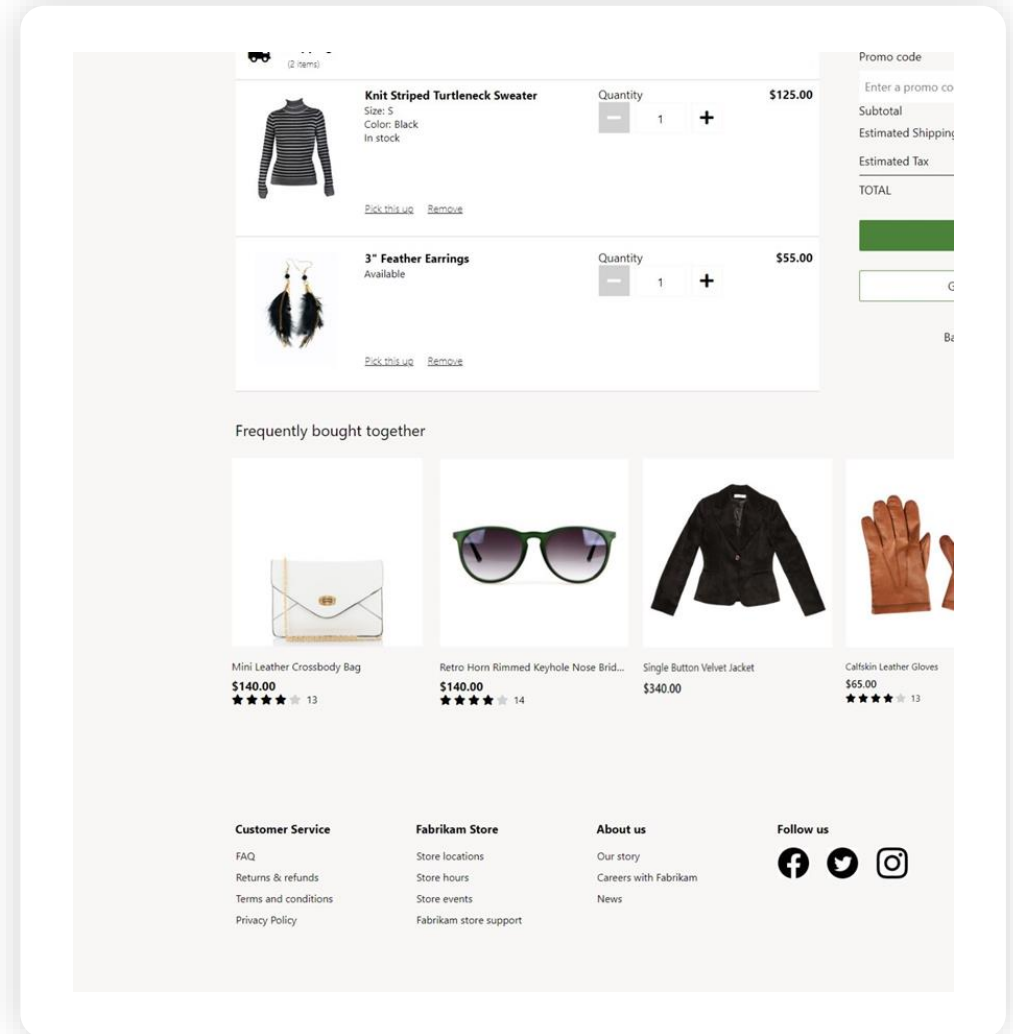 (2 items)
Knit Striped Turtleneck Sweater
Size: S
Color: Black
In stock
Quantity
1
$125.00
Pick this up Remove
3" Feather Earrings
Available
Quantity
1
$55.00
Pick this up Remove
Promo code
Enter a promo co
Subtotal
Estimated Shipping
Estimated Tax
TOTAL
G
Ba
Frequently bought together
Mini Leather Crossbody Bag
$140.00
13
Retro Horn Rimmed Keyhole Nose Brid...
$140.00
14
Single Button Velvet Jacket
$340.00
Calfskin Leather Gloves
$65.00
13
Customer Service
FAQ
Returns & refunds
Terms and conditions
Privacy Policy
Fabrikam Store
Store locations
Store hours
Store events
Fabrikam store support
About us
Our story
Careers with Fabrikam
News
Follow us